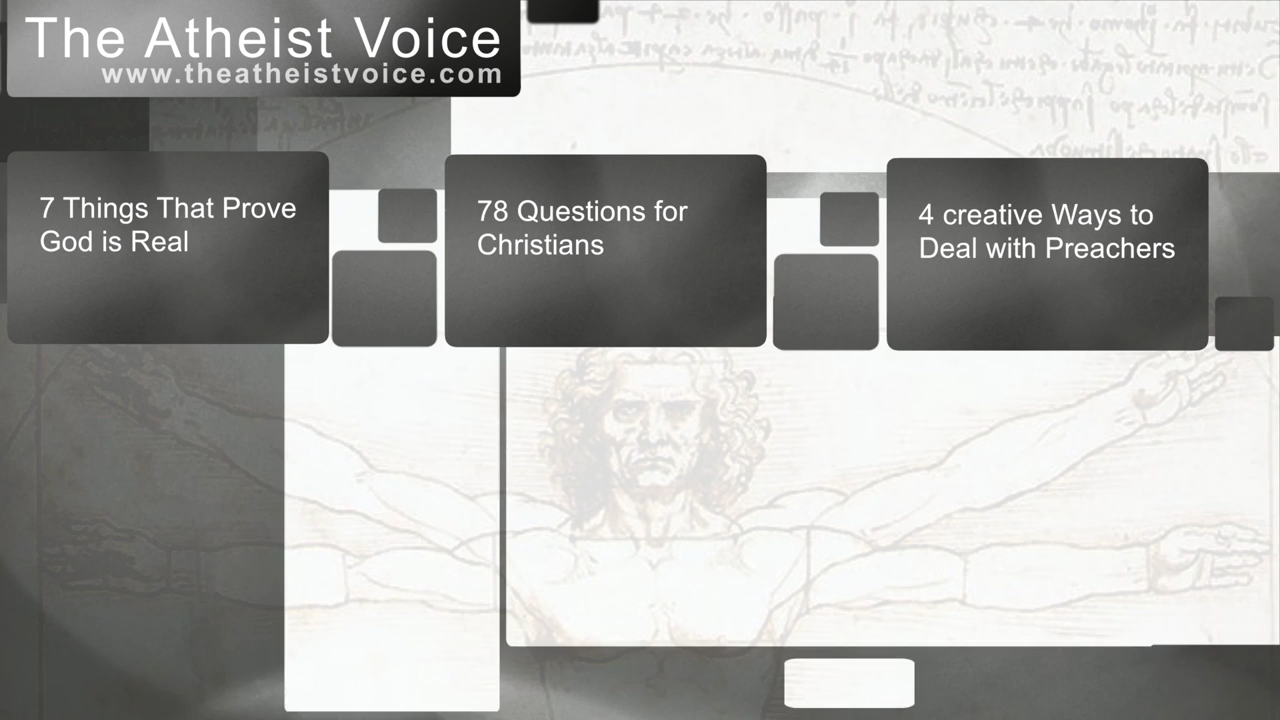 The Atheist Voice
www.theatheistvoice.com
7 Things That Prove
God is Real
78 Questions for
Christians
4 creative Ways to
Deal with Preachers